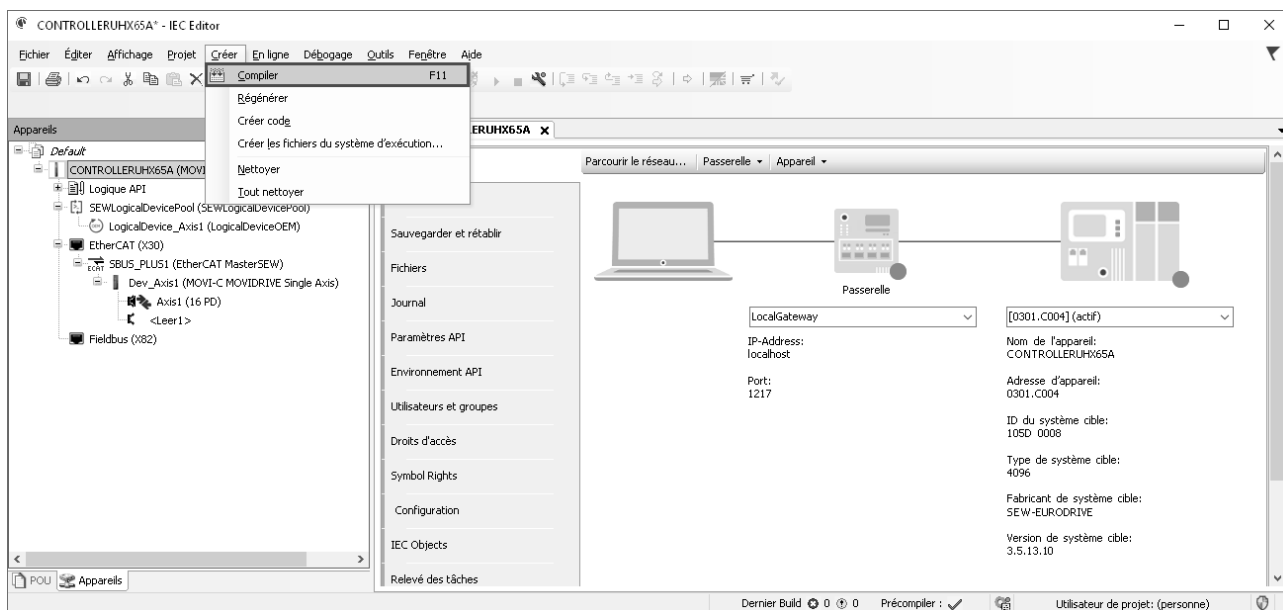 CONTROLLERUHX65A* - IEC Editor
Fichier Éditer Affichage Projet Créer En ligne Débogage Outils Fenêtre Aide
Compiler F11
Régénérer
Créer code
Créer les fichiers du système d'exécution...
Nettoyer
Tout nettoyer
Appareils
Default
CONTROLLERUHX65A (MOVI
Logique API
SEWLogicalDevicePool (SEWLogicalDevicePool)
LogicalDevice_Axis1 (LogicalDeviceOEM)
EtherCAT (X30)
SBUS_PLUS1 (EtherCAT MasterSEW)
Dev_Axis1 (MOVI-C MOVIDRIVE Single Axis)
Axis1 (16 PD)
<Leer1>
Fieldbus (X82)
POU Appareils
ERUHX65A
Sauvegarder et rétablir
Fichiers
Journal
Paramètres API
Environnement API
Utilisateurs et groupes
Droits d'accès
Symbol Rights
Configuration
IEC Objects
Relevé des tâches
Parcourir le réseau... Passerelle Appareil
Passerelle
LocalGateway
IP-Address:
localhost
Port:
1217
[0301.C004] (actif)
Nom de l'appareil:
CONTROLLERUHX65A
Adresse d'appareil:
0301.C004
ID du système cible:
105D 0008
Type de système cible:
4096
Fabricant de système cible:
SEW-EURODRIVE
Version de système cible:
3.5.13.10
Dernier Build 0 0 Précompiler : Utilisateur de projet: (personne)